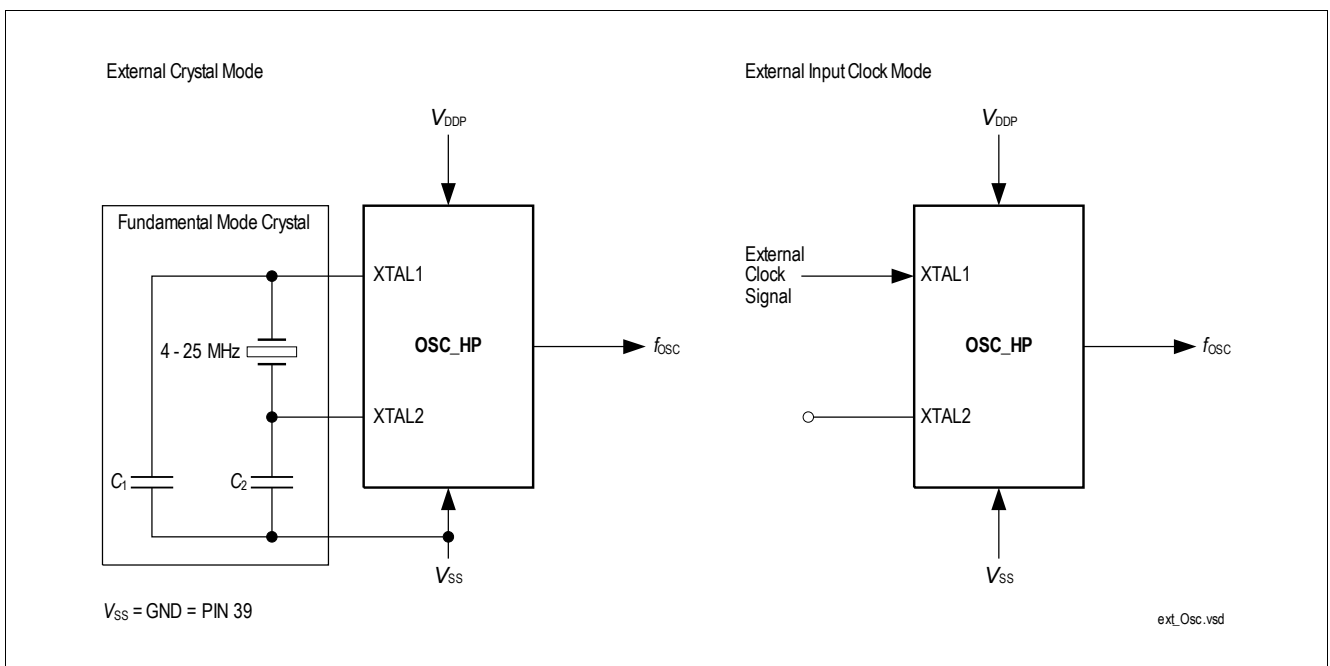 External Crystal Mode
External Input Clock Mode
VDDP
VDDP
Fundamental Mode Crystal
XTAL1
4 - 25 MHz
OSC_HP
fOSC
XTAL2
C1
C2
VSS
VSS = GND = PIN 39
External
Clock
Signal
XTAL1
OSC_HP
fOSC
XTAL2
VSS
ext_Osc.vsd